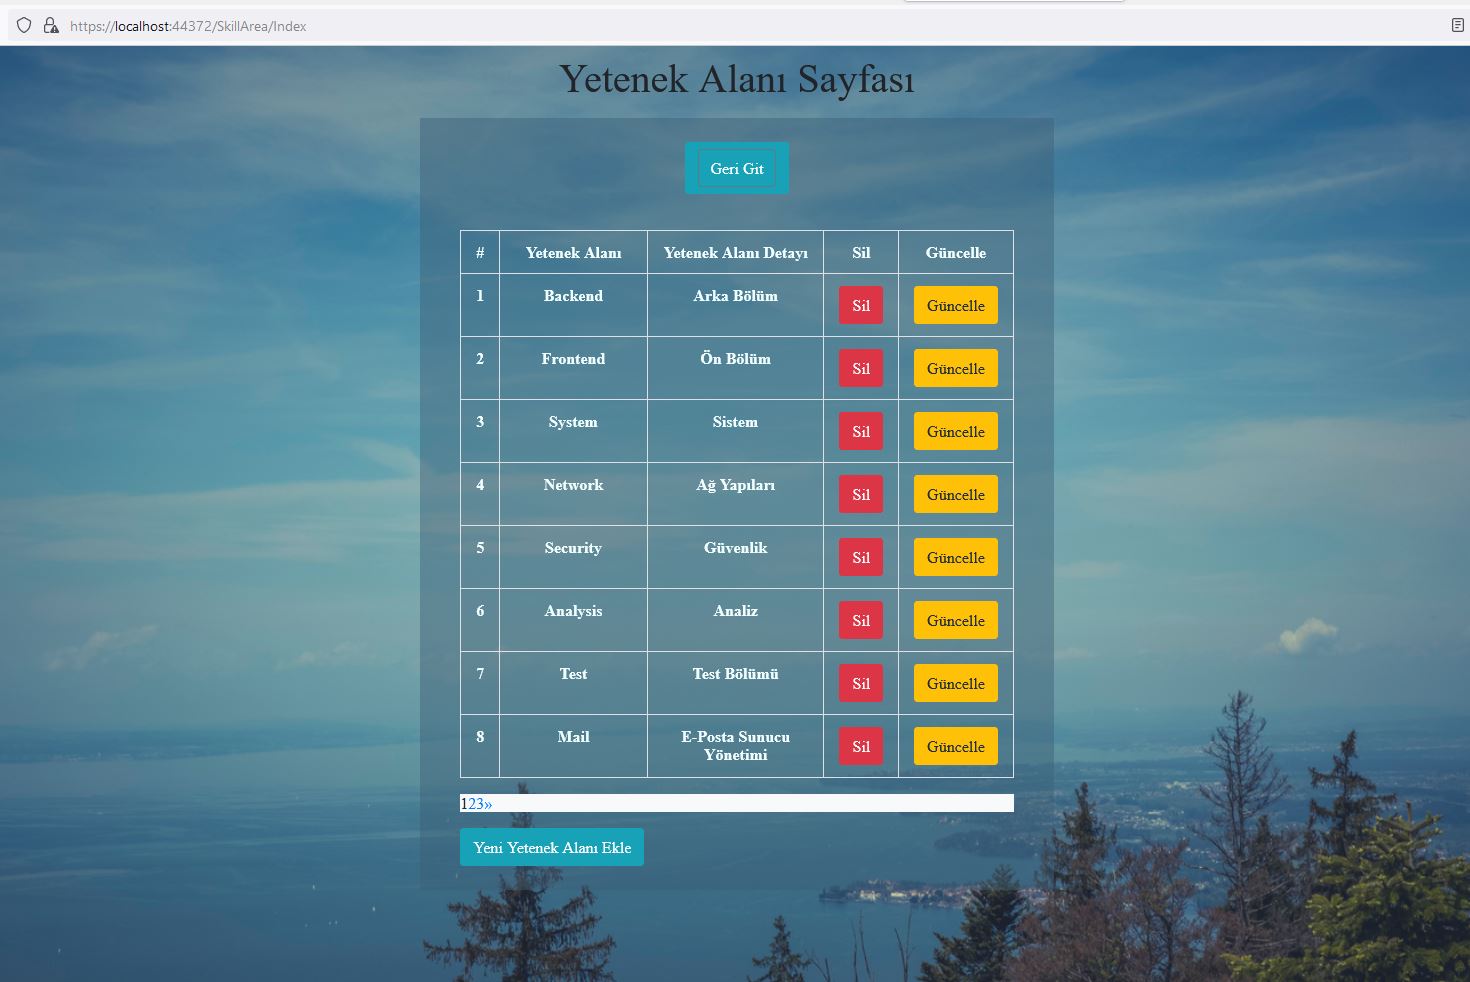 https://localhost:44372/SkillArea/Index
Yetenek Alanı Sayfası
Geri Git
# Yetenek Alanı Yetenek Alanı Detayı Sil Güncelle
1 Backend Arka Bölüm Sil Güncelle
2 Frontend Ön Bölüm Sil Güncelle
3 System Sistem Sil Güncelle
4 Network Ağ Yapıları Sil Güncelle
5 Security Güvenlik Sil Güncelle
6 Analysis Analiz Sil Güncelle
7 Test Test Bölümü Sil Güncelle
8 Mail E-Posta Sunucu Sil Güncelle
Yönetimi
123»
Yeni Yetenek Alanı Ekle